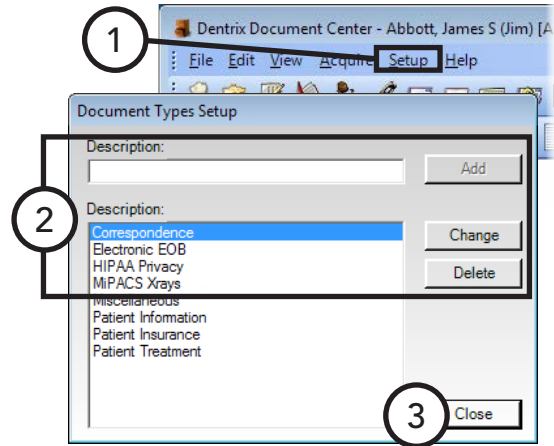 1
Dentrix Document Center - Abbott, James S (Jim) [A
File Edit View Acquire Setup Help
Document Types Setup
2
Description:
Add
Description:
Correspondence
Electronic EOB
HIPAA Privacy
MiPACS Xrays
Miscellaneous
Patient Information
Patient Insurance
Patient Treatment
Change
Delete
3
Close